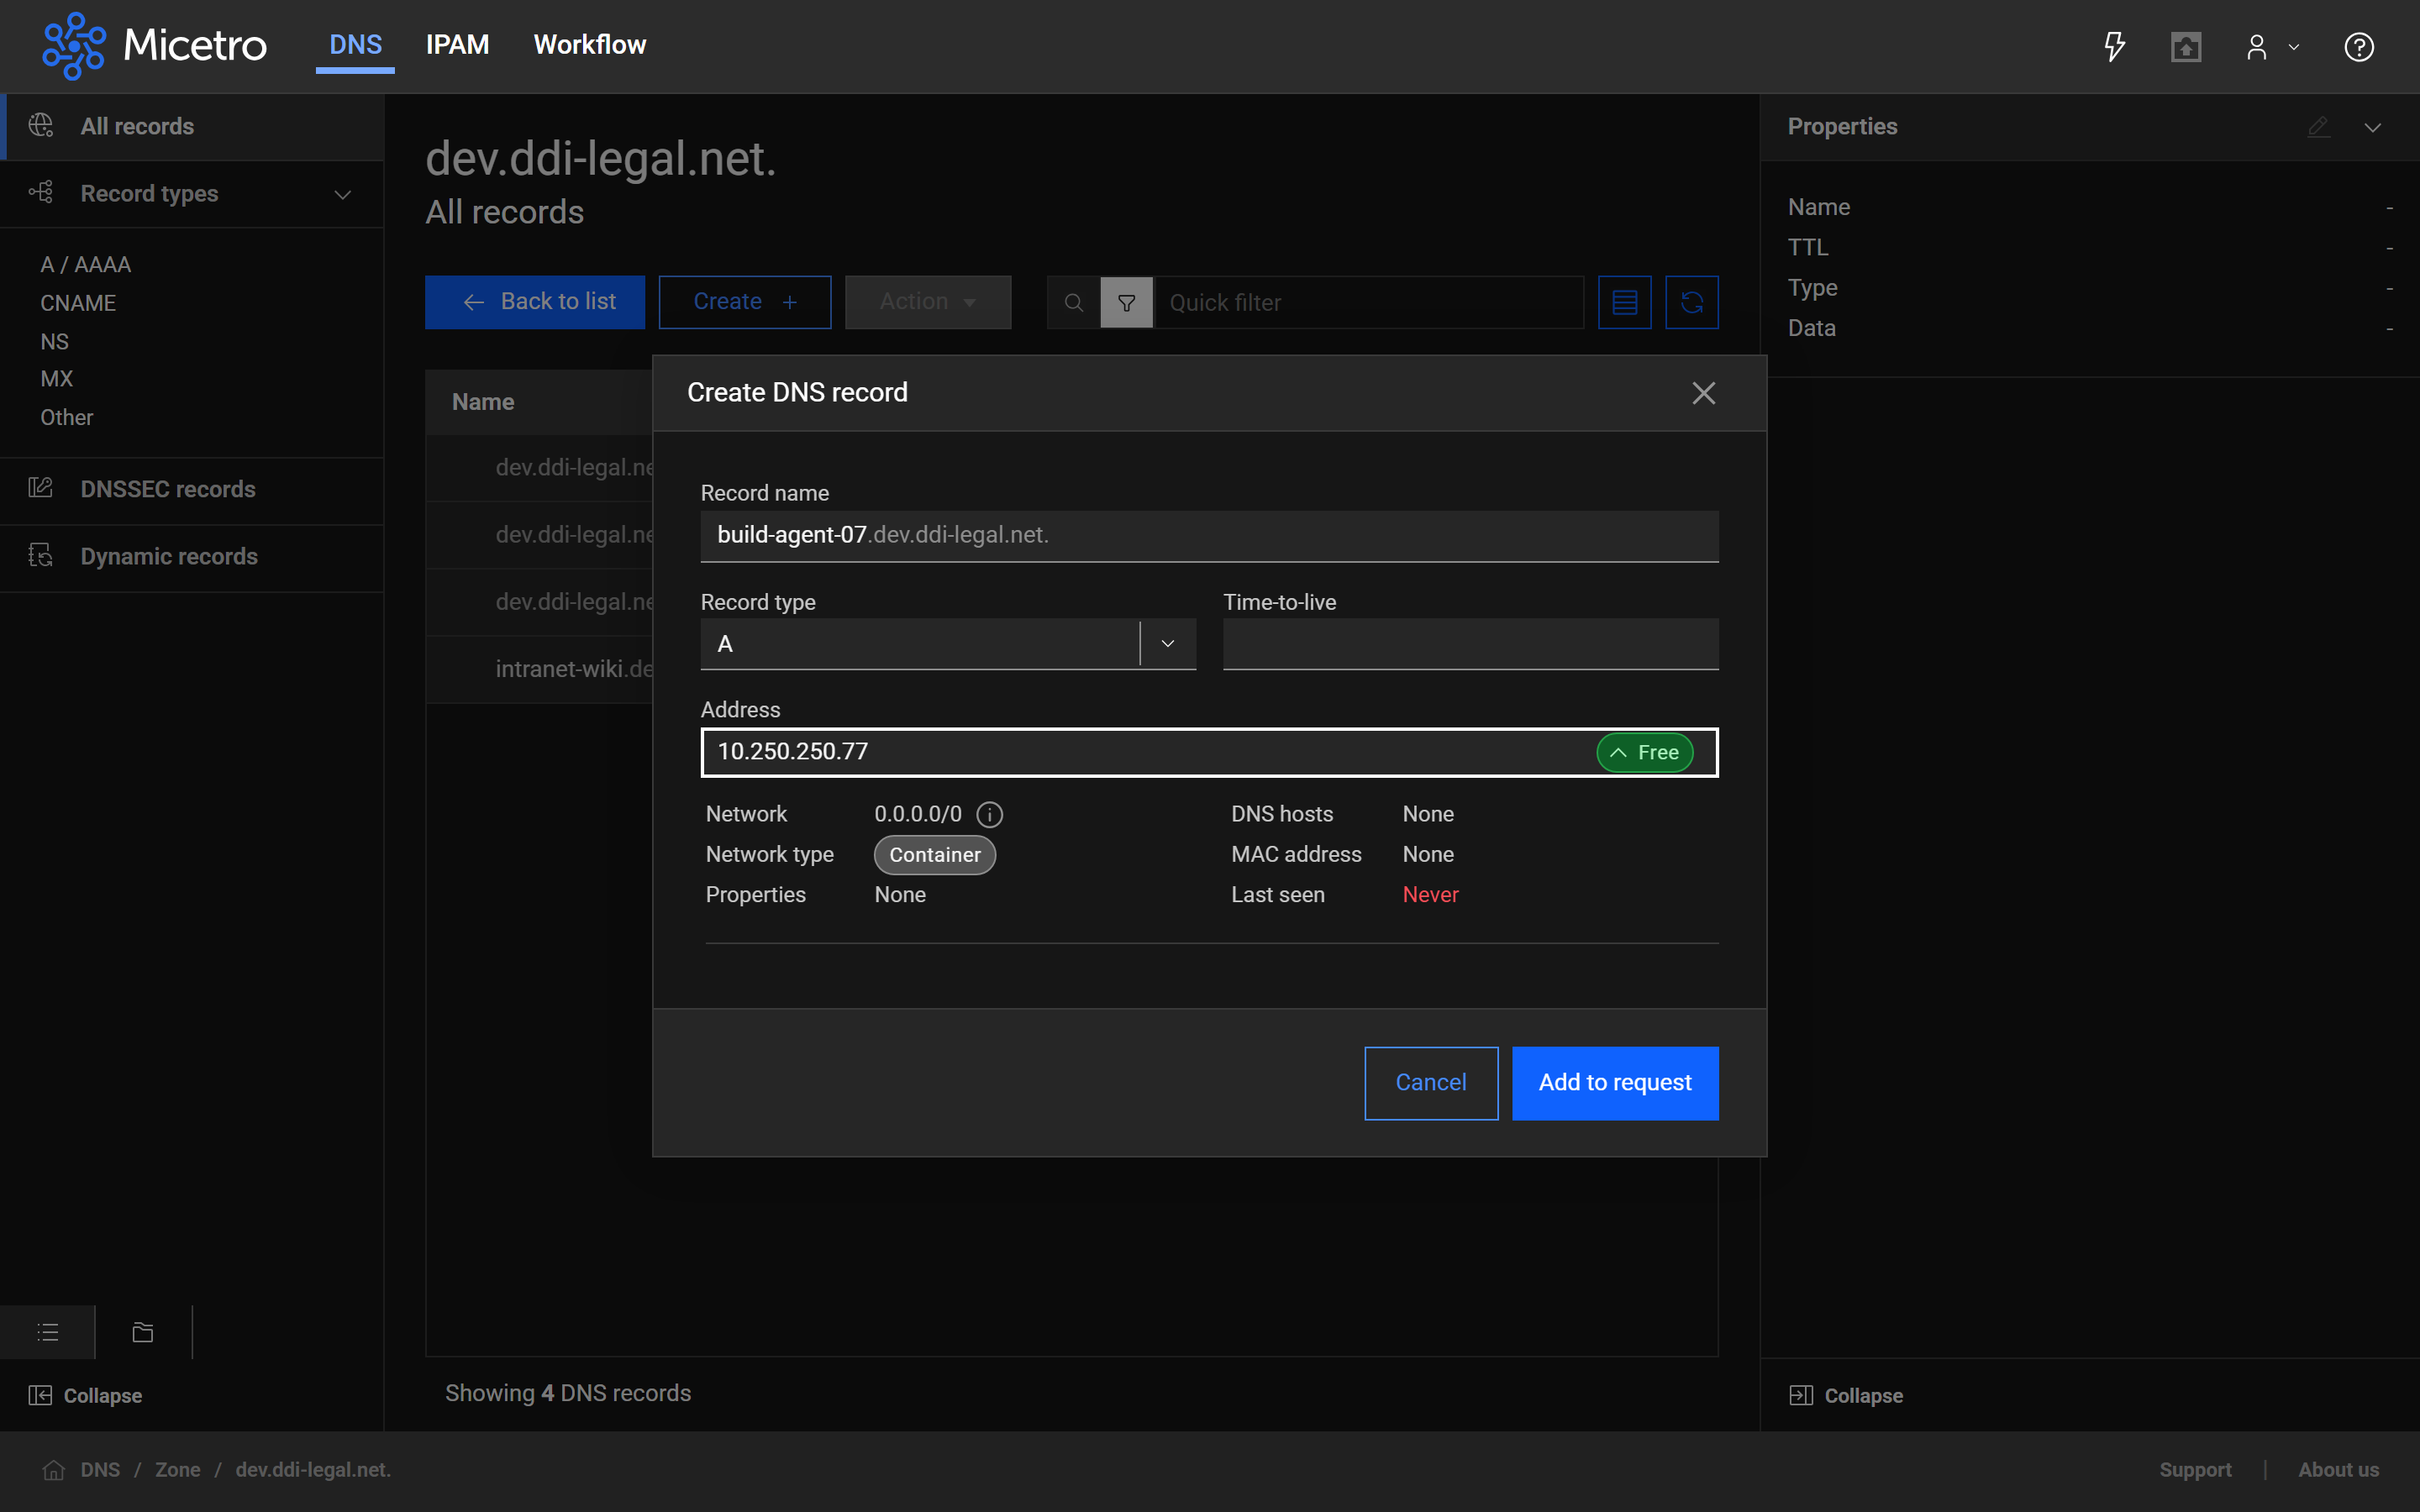 Micetro
DNS
IPAM
Workflow
All records
Record types
A / AAAA
CNAME
NS
MX
Other
DNSSEC records
Dynamic records
Collapse
dev.ddi-legal.net.
All records
Back to list
Create +
Action
Quick filter
Name
dev.ddi-legal.ne
dev.ddi-legal.ne
dev.ddi-legal.ne
intranet-wiki.de
Showing 4 DNS records
Create DNS record
Record name
build-agent-07.dev.ddi-legal.net.
Record type
A
Time-to-live
Address
10.250.250.77
Free
Network 0.0.0.0/0
Network type Container
Properties None
DNS hosts None
MAC address None
Last seen Never
Cancel
Add to request
Properties
Name -
TTL -
Type -
Data -
Collapse
DNS / Zone / dev.ddi-legal.net.
Support | About us